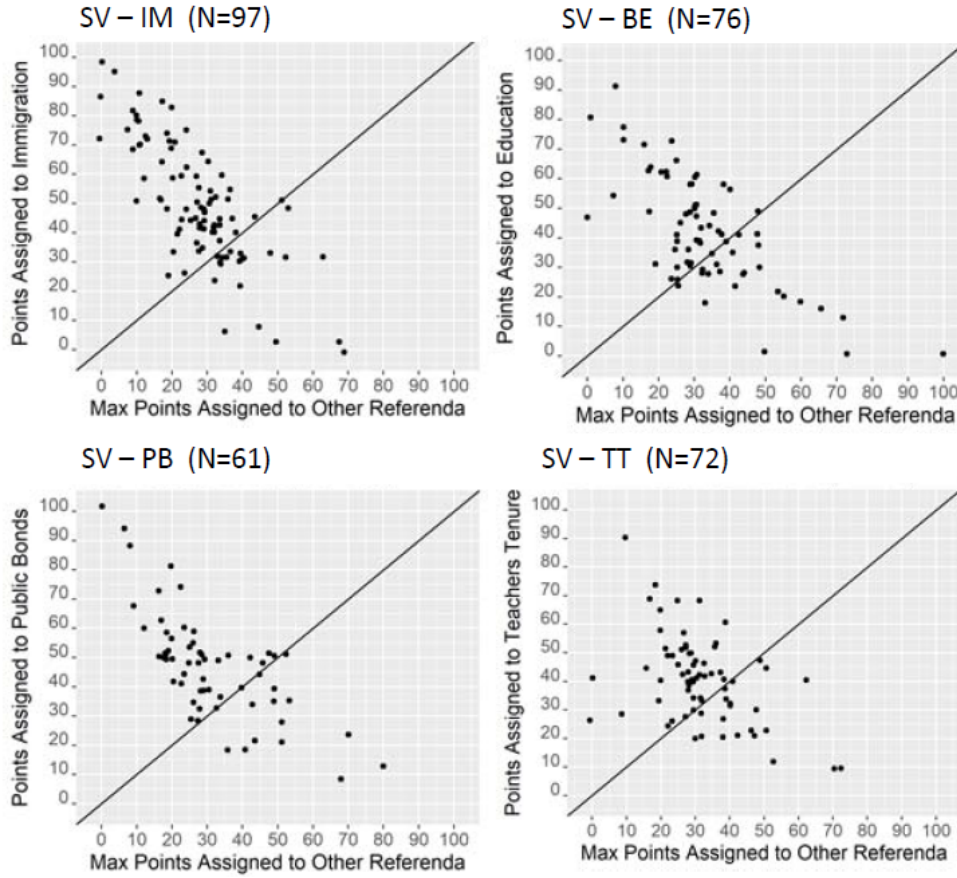 SV – IM (N=97)
Points Assigned to Immigration
100
90
80
70
60
50
40
30
20
10
0
0 10 20 30 40 50 60 70 80 90 100
Max Points Assigned to Other Referenda
SV – BE (N=76)
Points Assigned to Education
100
90
80
70
60
50
40
30
20
10
0
0 10 20 30 40 50 60 70 80 90 100
Max Points Assigned to Other Referenda
SV – PB (N=61)
Points Assigned to Public Bonds
100
90
80
70
60
50
40
30
20
10
0
0 10 20 30 40 50 60 70 80 90 100
Max Points Assigned to Other Referenda
SV – TT (N=72)
Points Assigned to Teachers Tenure
100
90
80
70
60
50
40
30
20
10
0
0 10 20 30 40 50 60 70 80 90 100
Max Points Assigned to Other Referenda